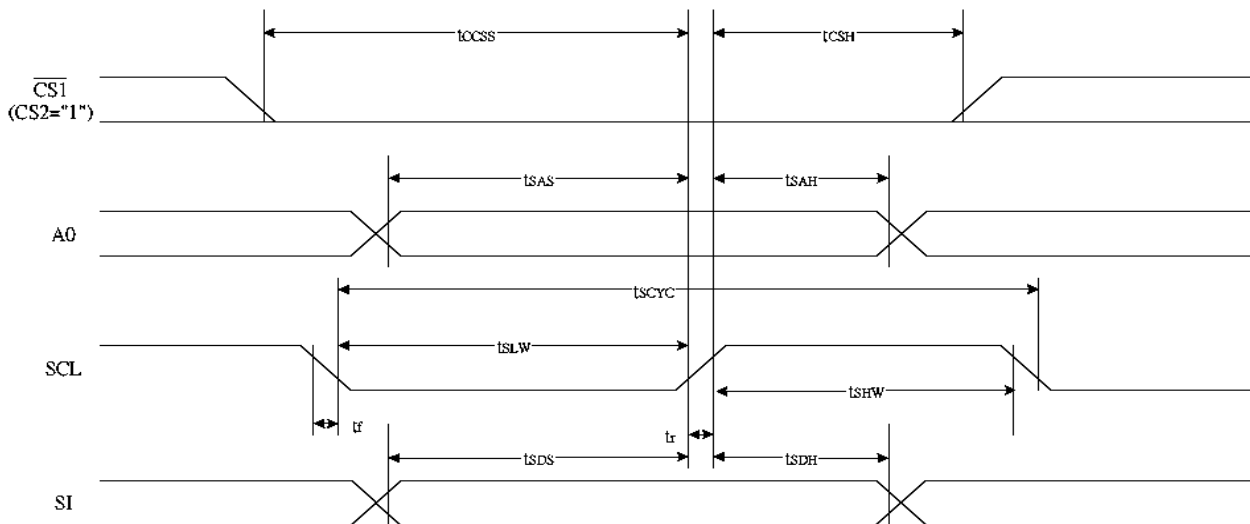 tCCSS
tCSH
CS1
(CS2="1")
tSAS
tSAH
A0
tSCYC
tSLW
SCL
tSHW
tf
tr
tSDS
tSDH
SI